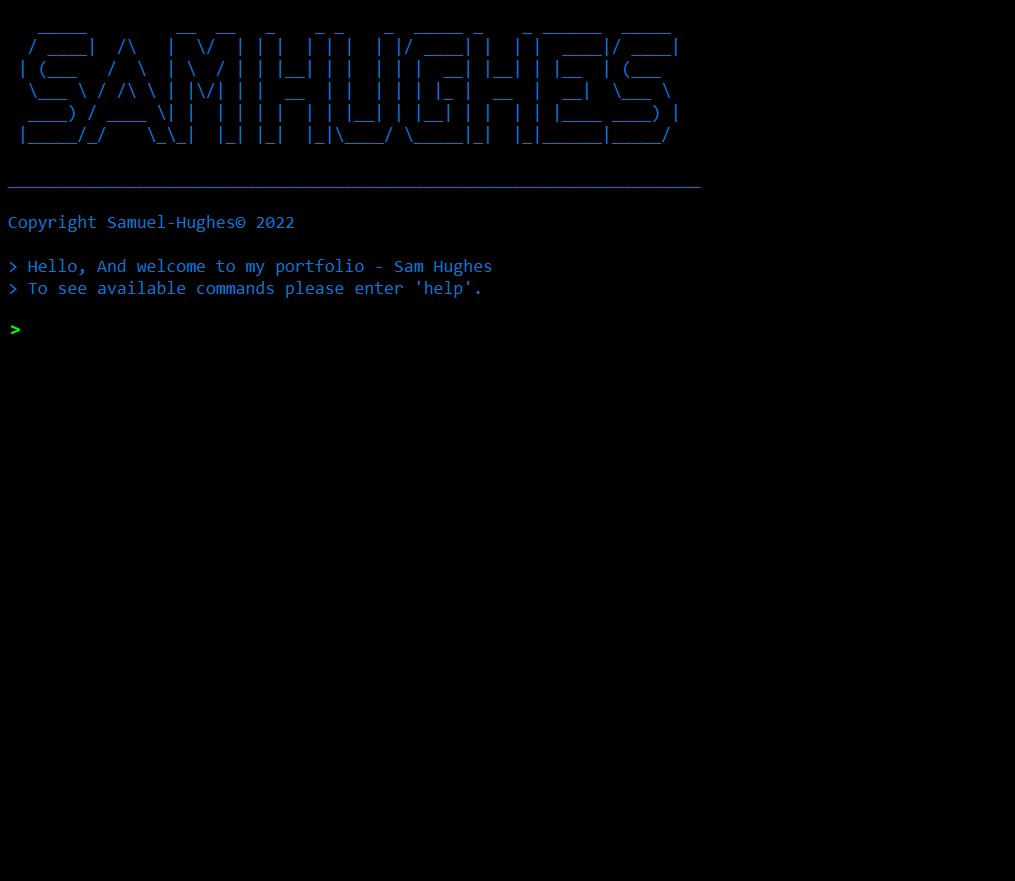 SAMHUGHES
Copyright Samuel-Hughes© 2022
> Hello, And welcome to my portfolio - Sam Hughes
> To see available commands please enter 'help'.
>